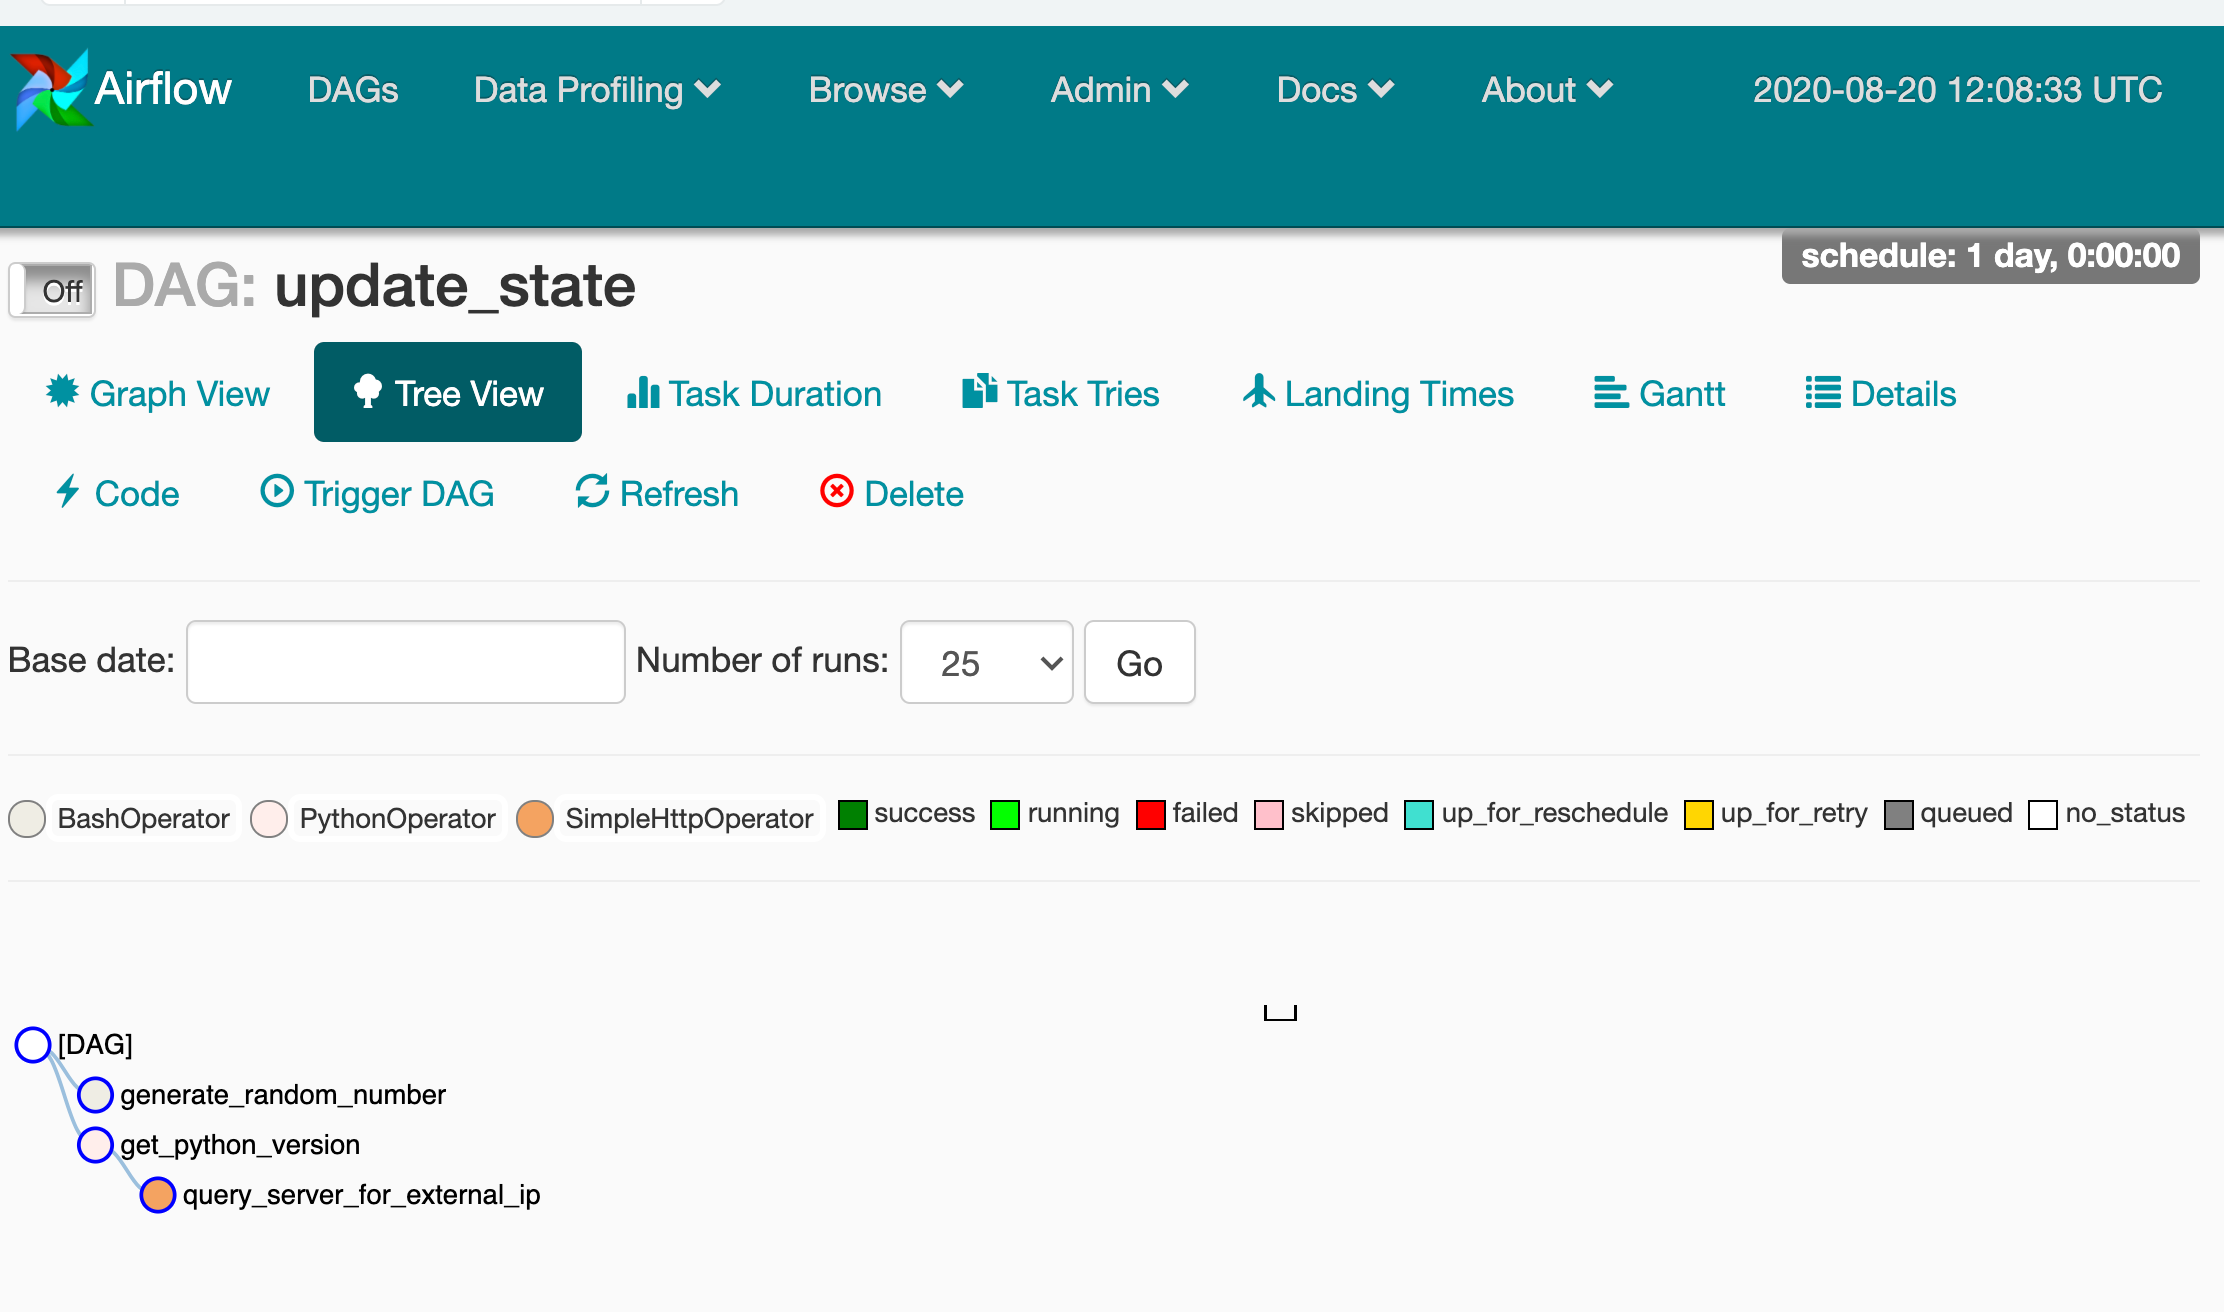 Airflow DAGs Data Profiling Browse Admin Docs About 2020-08-20 12:08:33 UTC
schedule: 1 day, 0:00:00
Off DAG: update_state
Graph View Tree View Task Duration Task Tries Landing Times Gantt Details
Code Trigger DAG Refresh Delete
Base date: Number of runs: 25 Go
BashOperator PythonOperator SimpleHttpOperator success running failed skipped up_for_reschedule up_for_retry queued no_status
[DAG]
generate_random_number
get_python_version
query_server_for_external_ip